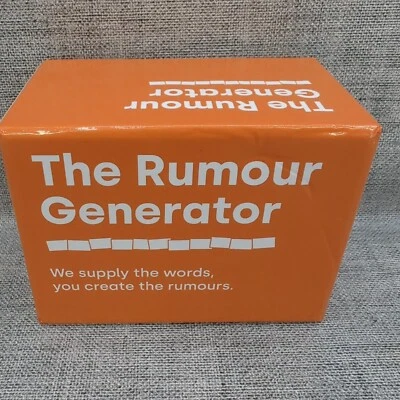 The Rumour
Generator
The Rumour
Generator
We supply the words,
you create the rumours.